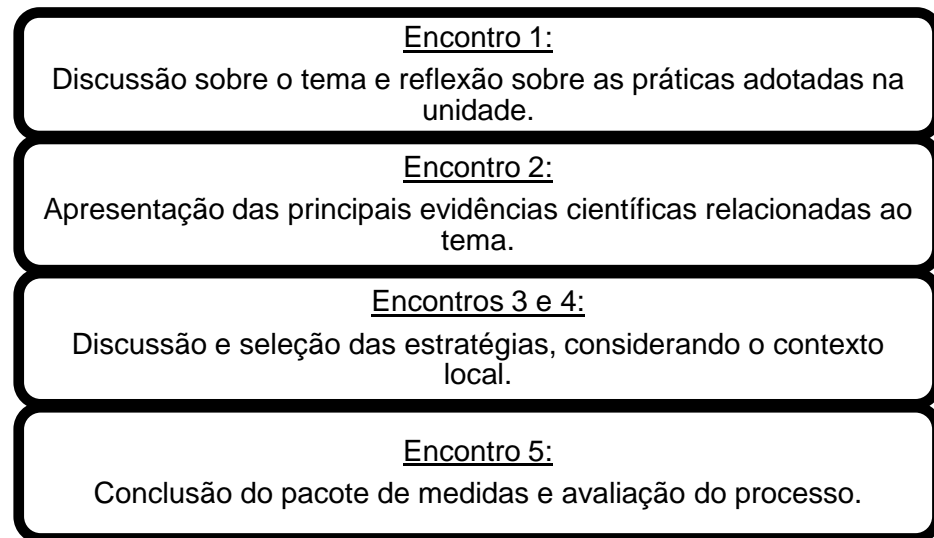 Encontro 1:
Discussão sobre o tema e reflexão sobre as práticas adotadas na
unidade.
Encontro 2:
Apresentação das principais evidências científicas relacionadas ao
tema.
Encontros 3 e 4:
Discussão e seleção das estratégias, considerando o contexto
local.
Encontro 5:
Conclusão do pacote de medidas e avaliação do processo.